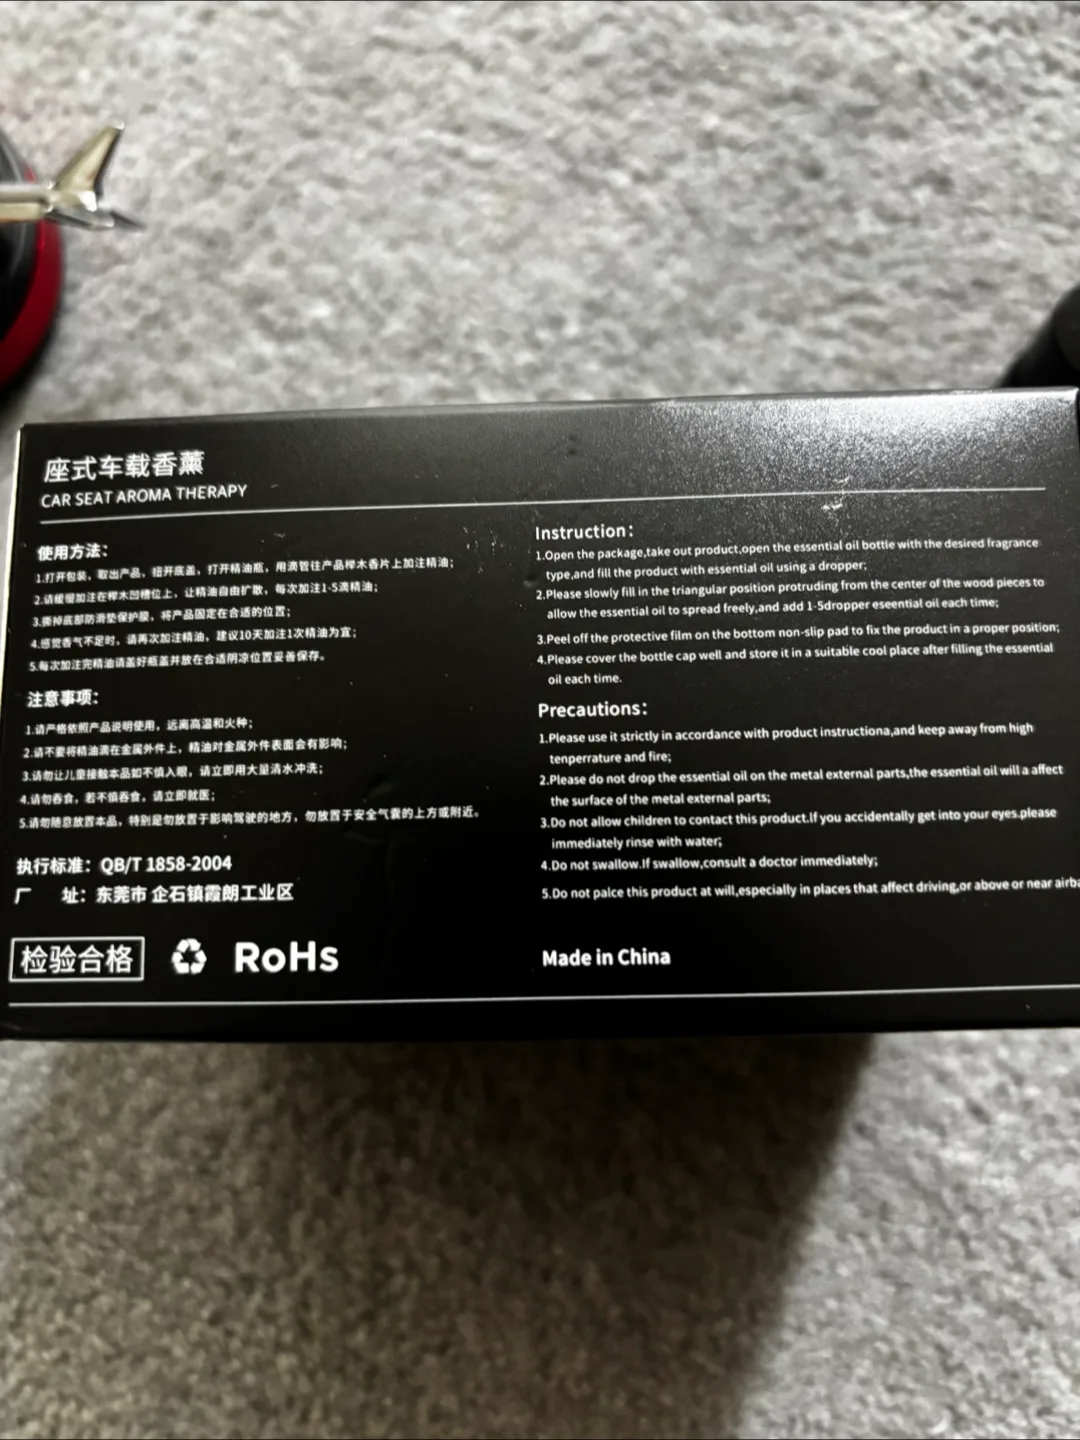 座式车载香薰
CAR SEAT AROMA THERAPY
使用方法：
1.打开包装，取出产品，扭开底盖，打开精油瓶，用滴管往产品榉木香片上加注精油；
2.请缓慢加注在榉木凹槽位上，让精油自由扩散，每次加注1-5滴精油；
3.撕掉底部防滑垫保护膜，将产品固定在合适的位置；
4.感觉香气不足时，请再次加注精油，建议10天加注1次精油为宜；
5.每次加注完精油请盖好瓶盖并放在合适阴凉位置妥善保存。
注意事项：
1.请严格依照产品说明使用，远离高温和火种；
2.请不要将精油滴在金属外件上，精油对金属外件表面会有影响；
3.请勿让儿童接触本品如不慎入眼，请立即用大量清水冲洗；
4.请勿吞食，若不慎吞食，请立即就医；
5.请勿随意放置本品，特别是勿放置于影响驾驶的地方，勿放置于安全气囊的上方或附近。
执行标准：QB/T 1858-2004
厂 址：东莞市 企石镇霞朗工业区
检验合格 RoHs
Instruction：
1.Open the package,take out product,open the essential oil bottle with the desired fragrance
type,and fill the product with essential oil using a dropper;
2.Please slowly fill in the triangular position protruding from the center of the wood pieces to
allow the essential oil to spread freely,and add 1-5dropper eseential oil each time;
3.Peel off the protective film on the bottom non-slip pad to fix the product in a proper position;
4.Please cover the bottle cap well and store it in a suitable cool place after filling the essential
oil each time.
Precautions：
1.Please use it strictly in accordance with product instructiona,and keep away from high
tenperrature and fire;
2.Please do not drop the essential oil on the metal external parts,the essential oil will a affect
the surface of the metal external parts;
3.Do not allow children to contact this product.If you accidentally get into your eyes.please
immediately rinse with water;
4.Do not swallow.If swallow,consult a doctor immediately;
5.Do not palce this product at will,especially in places that affect driving,or above or near airba
Made in China